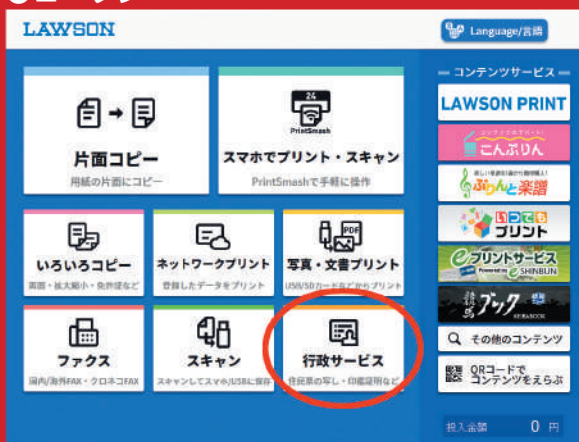 LAWSON
Language/言語
片面コピー
用紙の片面にコピー
24
PrintSmash
スマホでプリント・スキャン
PrintSmashで手軽に操作
いろいろコピー
両面・拡大縮小・免許証など
ネットワークプリント
登録したデータをプリント
PDF
写真・文書プリント
USB/SDカードなどからプリント
ファクス
国内/海外FAX・クロネコFAX
スキャン
スキャンしてスマホ/USBに保存
行政サービス
住民票の写し・印鑑証明など
コンテンツサービス
LAWSON PRINT
こんぷりん
ぷりんと楽譜
いつでも
プリント
eプリントサービス
Powered by e-SHINBUN
競馬ブック
KEIBABOOK
その他のコンテンツ
QRコードで
コンテンツをえらぶ
投入金額 0 円